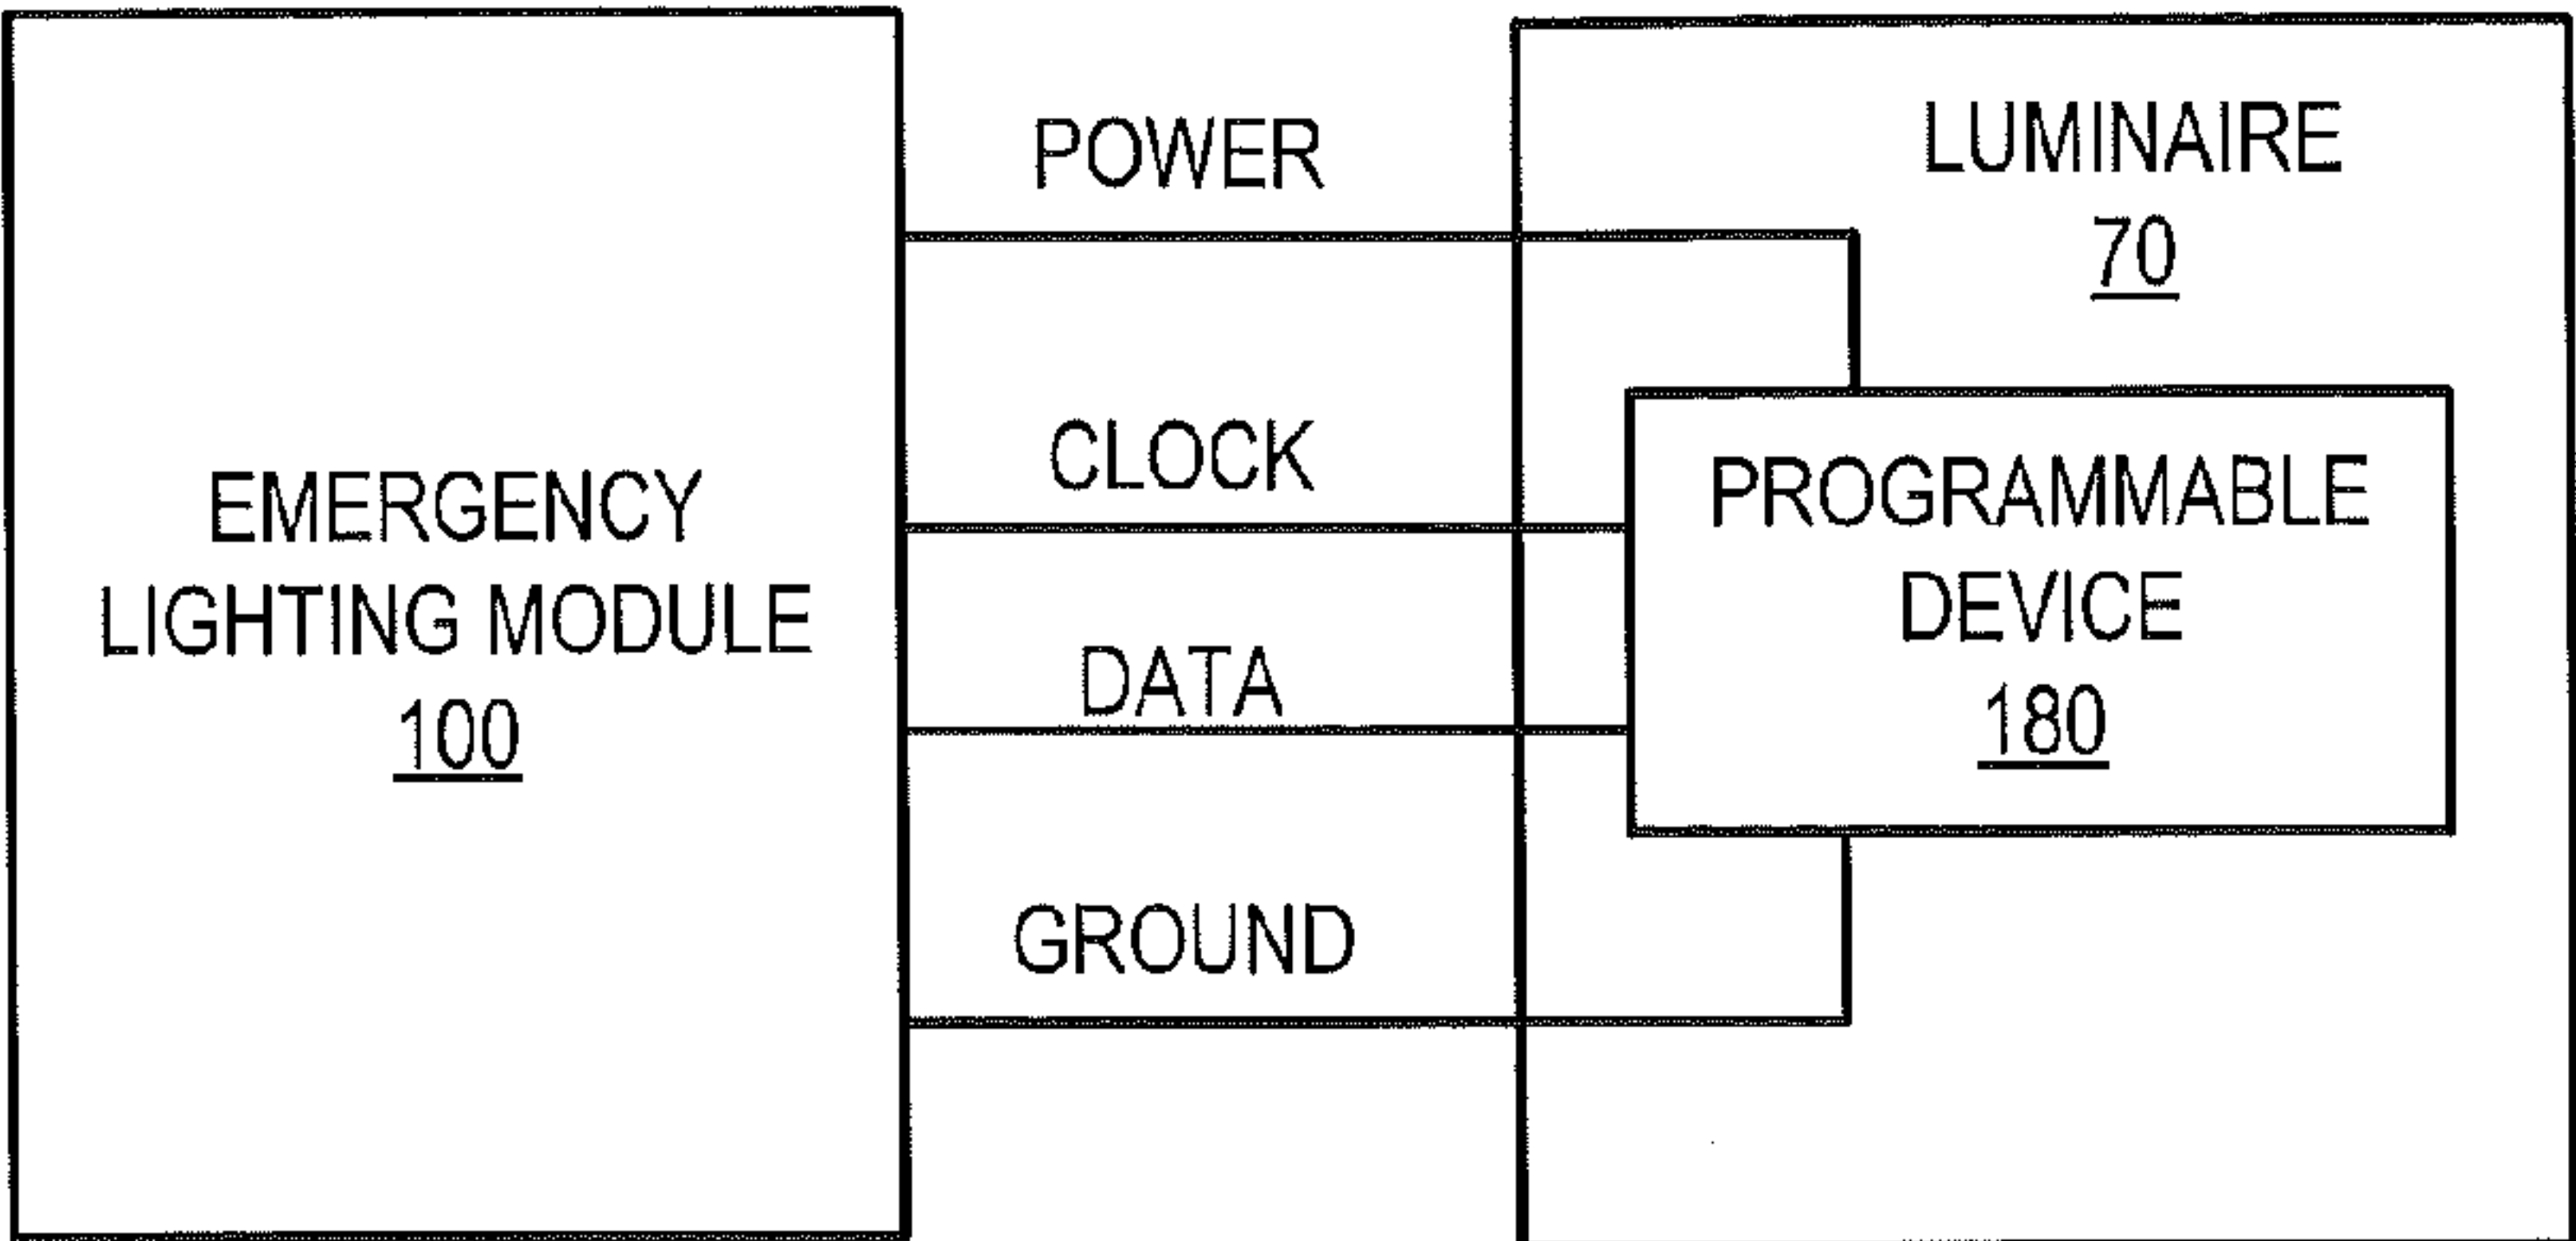 EMERGENCY
LIGHTING MODULE
100
POWER
CLOCK
DATA
GROUND
LUMINAIRE
70
PROGRAMMABLE
DEVICE
180